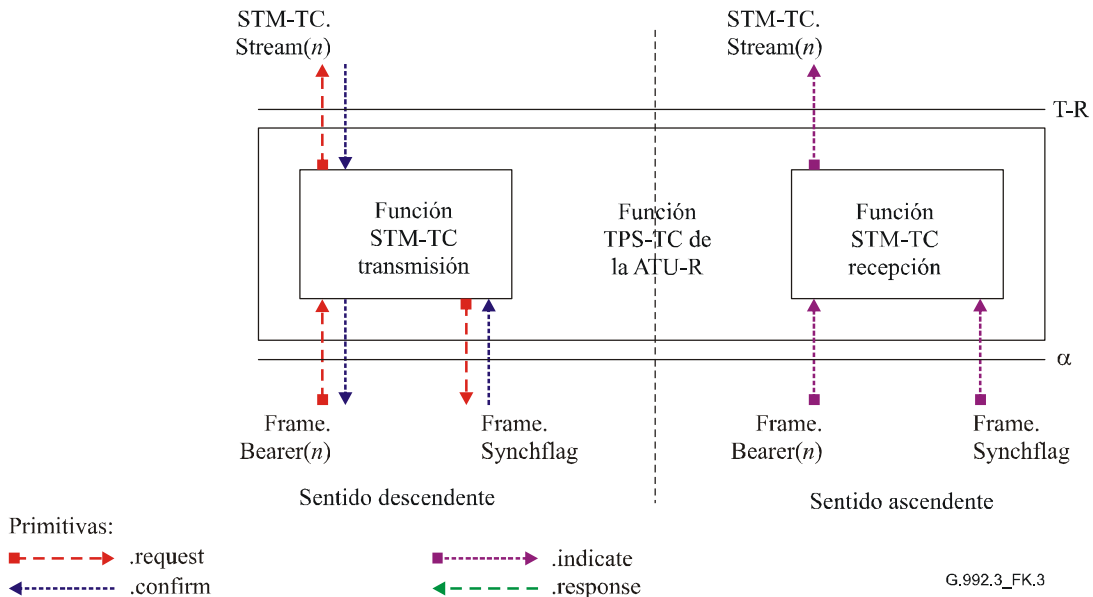 STM-TC.
Stream(n)
STM-TC.
Stream(n)
T-R
Función
STM-TC
transmisión
Función
TPS-TC de
la ATU-R
Función
STM-TC
recepción
α
Frame.
Bearer(n)
Frame.
Synchflag
Frame.
Bearer(n)
Frame.
Synchflag
Sentido descendente
Sentido ascendente
Primitivas:
.request
.indicate
.confirm
.response
G.992.3_FK.3